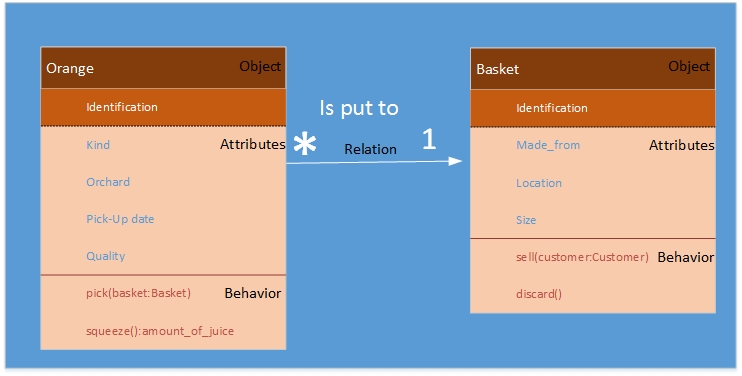 Orange Object
Identification
Kind Attributes
Orchard
Pick-Up date
Quality
pick(basket:Basket) Behavior
squeeze():amount_of_juice
Is put to
* 1
Relation
Basket Object
Identification
Made_from Attributes
Location
Size
sell(customer:Customer) Behavior
discard()